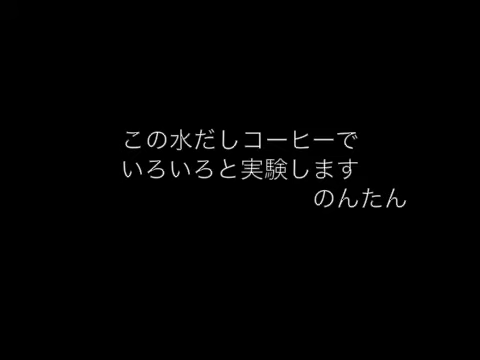 この水だしコーヒーで
いろいろと実験します
のんたん